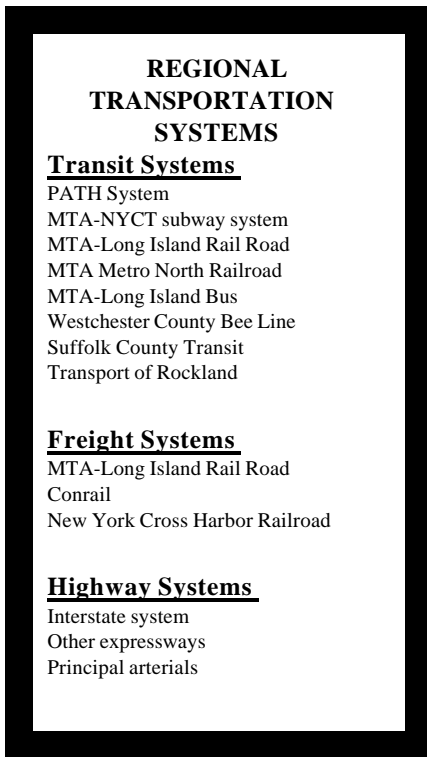 REGIONAL
TRANSPORTATION
SYSTEMS
Transit Systems
PATH System
MTA-NYCT subway system
MTA-Long Island Rail Road
MTA Metro North Railroad
MTA-Long Island Bus
Westchester County Bee Line
Suffolk County Transit
Transport of Rockland
Freight Systems
MTA-Long Island Rail Road
Conrail
New York Cross Harbor Railroad
Highway Systems
Interstate system
Other expressways
Principal arterials